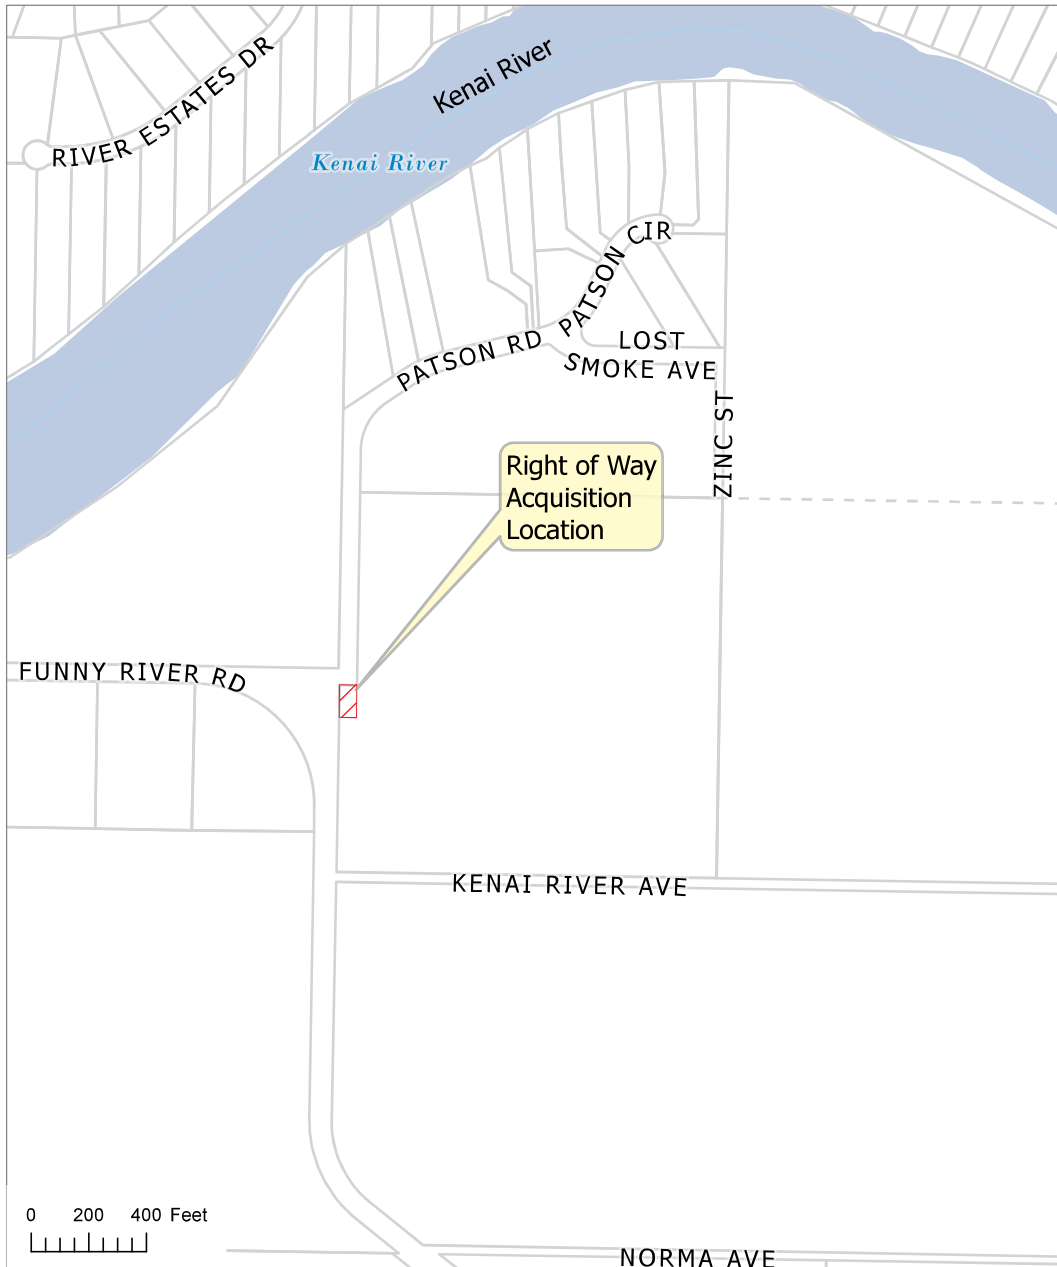 Kenai River
RIVER ESTATES DR
Kenai River
PATSON CIR
PATSON RD
LOST
SMOKE AVE
ZINC ST
Right of Way
Acquisition
Location
FUNNY RIVER RD
KENAI RIVER AVE
0 200 400 Feet
NORMA AVE